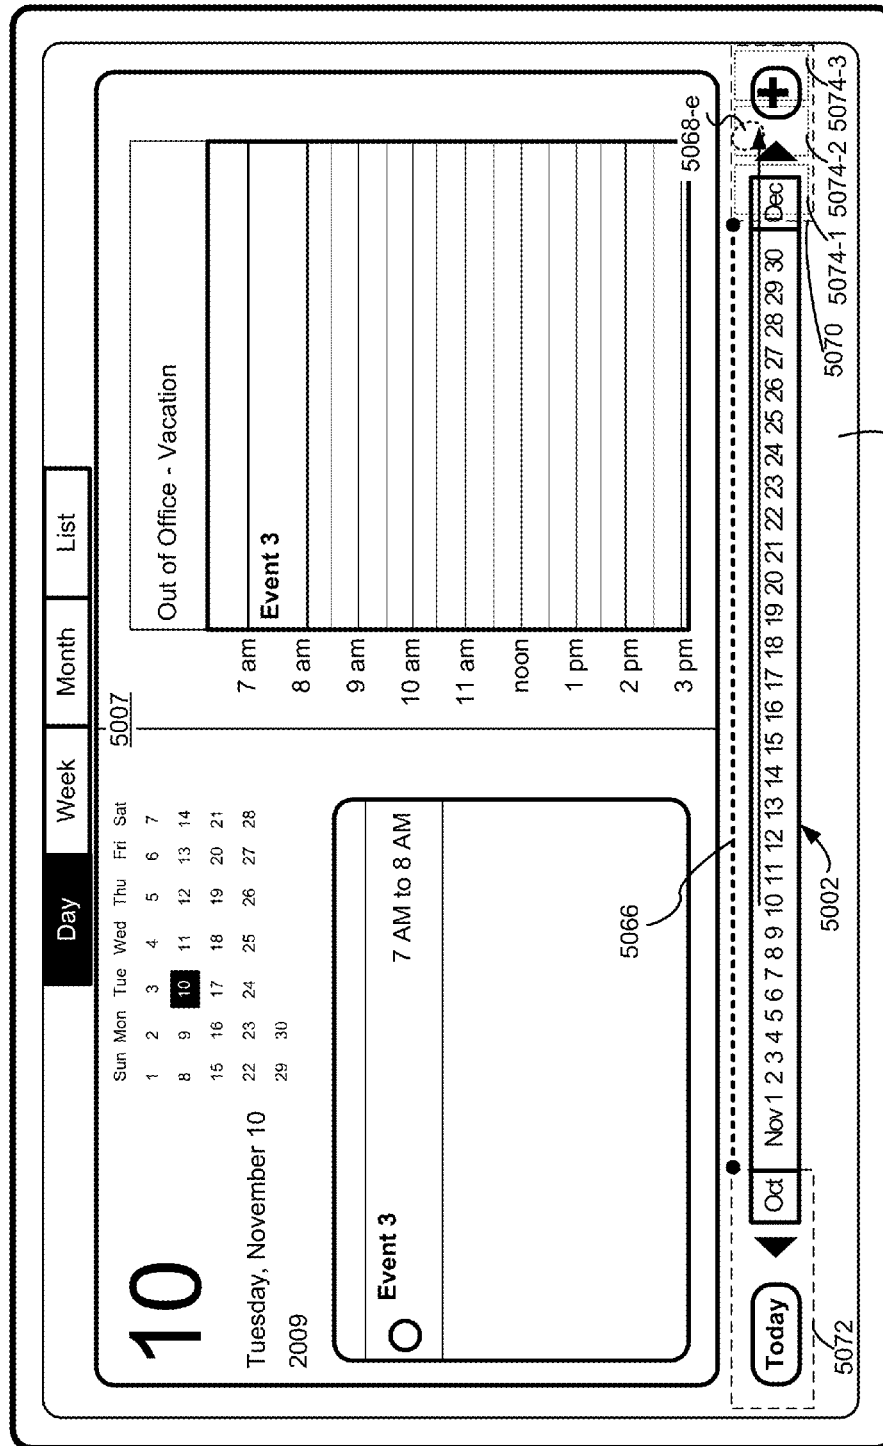 Day Week Month List
5007
10
Tuesday, November 10
2009
Sun Mon Tue Wed Thu Fri Sat
1 2 3 4 5 6 7
8 9 10 11 12 13 14
15 16 17 18 19 20 21
22 23 24 25 26 27 28
29 30
Event 3
7 AM to 8 AM
Out of Office - Vacation
7 am
Event 3
8 am
9 am
10 am
11 am
noon
1 pm
2 pm
3 pm
5066
5068-e
Today
Oct
Nov 1 2 3 4 5 6 7 8 9 10 11 12 13 14 15 16 17 18 19 20 21 22 23 24 25 26 27 28 29 30
Dec
+
5072
5002
5070
5074-1
5074-2
5074-3